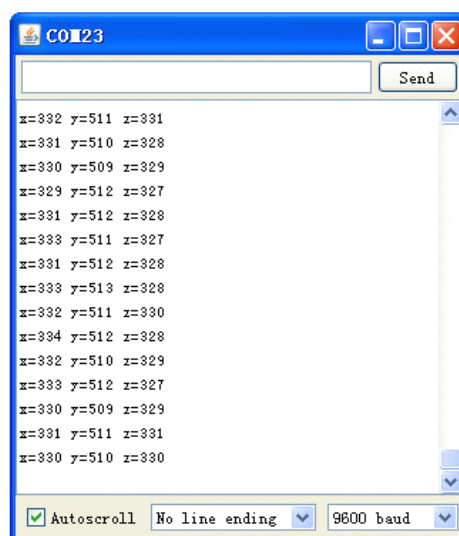 COM23
Send
x=332 y=511 z=331
x=331 y=510 z=328
x=330 y=509 z=329
x=329 y=512 z=327
x=331 y=512 z=328
x=333 y=511 z=327
x=331 y=512 z=328
x=333 y=513 z=328
x=332 y=511 z=330
x=334 y=512 z=328
x=332 y=510 z=329
x=333 y=512 z=327
x=330 y=509 z=329
x=331 y=511 z=331
x=330 y=510 z=330
Autoscroll No line ending 9600 baud